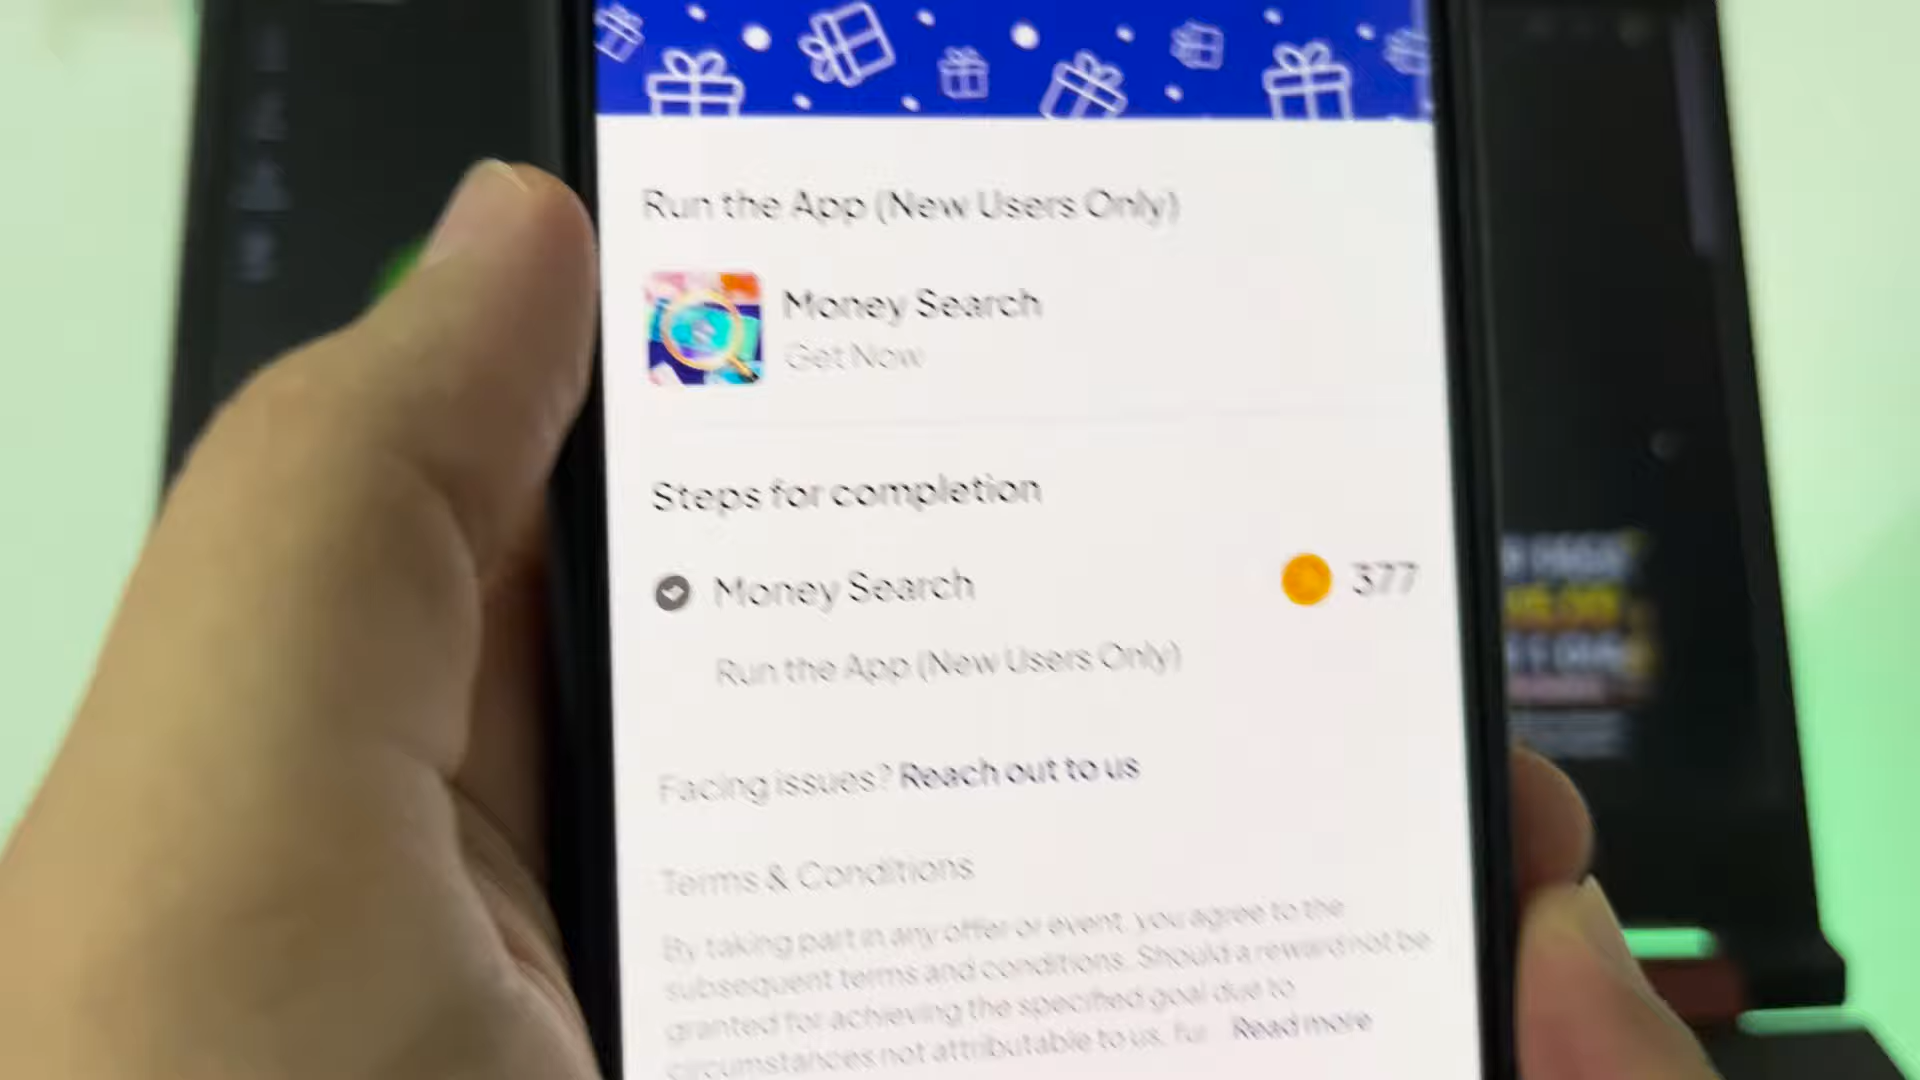 Run the App (New Users Only)
Money Search
Get Now
Steps for completion
Money Search
377
Run the App (New Users Only)
Facing issues? Reach out to us
Terms & Conditions
By taking part in any offer or event, you agree to the
subsequent terms and conditions. Should a reward not be
granted for achieving the specified goal due to
circumstances not attributable to us, fur Read more